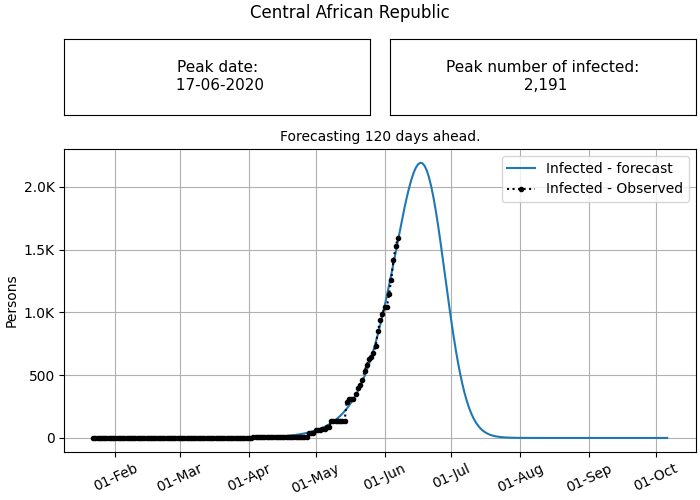 Central African Republic
Peak date:
17-06-2020
Peak number of infected:
2,191
Forecasting 120 days ahead.
Infected - forecast
Infected - Observed
Persons
2.0K
1.5K
1.0K
500
0
01-Feb
01-Mar
01-Apr
01-May
01-Jun
01-Jul
01-Aug
01-Sep
01-Oct